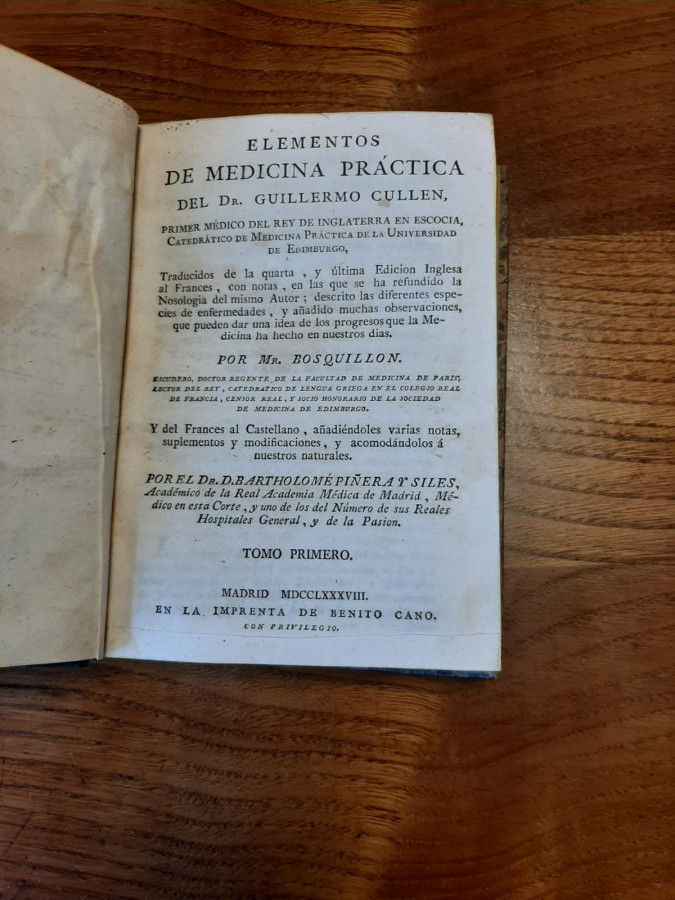 ELEMENTOS
DE MEDICINA PRÁCTICA
DEL DR. GUILLERMO CULLEN,
PRIMER MÉDICO DEL REY DE INGLATERRA EN ESCOCIA,
CATEDRÁTICO DE MEDICINA PRÁCTICA DE LA UNIVERSIDAD
DE EDIMBURGO,
Traducidos de la quarta , y última Edicion Inglesa
al Frances , con notas , en las que se ha refundido la
Nosologia del mismo Autor ; descrito las diferentes espe-
cies de enfermedades , y añadido muchas observaciones,
que pueden dar una idea de los progresos que la Me-
dicina ha hecho en nuestros dias.
POR MR. BOSQUILLON.
ESCUDERO, DOCTOR REGENTE DE LA FACULTAD DE MEDICINA DE PARIS,
LECTOR DEL REY , CATEDRATICO DE LENGUA GRIEGA EN EL COLEGIO REAL
DE FRANCIA , CENSOR REAL , Y SOCIO HONORARIO DE LA SOCIEDAD
DE MEDICINA DE EDIMBURGO.
Y del Frances al Castellano , añadiéndoles varias notas,
suplementos y modificaciones , y acomodándolos á
nuestros naturales.
POR EL DR. D. BARTHOLOMÉ PIÑERA Y SILES,
Académico de la Real Academia Médica de Madrid , Mé-
dico en esta Corte , y uno de los del Número de sus Reales
Hospitales General , y de la Pasion.
TOMO PRIMERO.
MADRID MDCCLXXXVIII.
EN LA IMPRENTA DE BENITO CANO.
CON PRIVILEGIO.